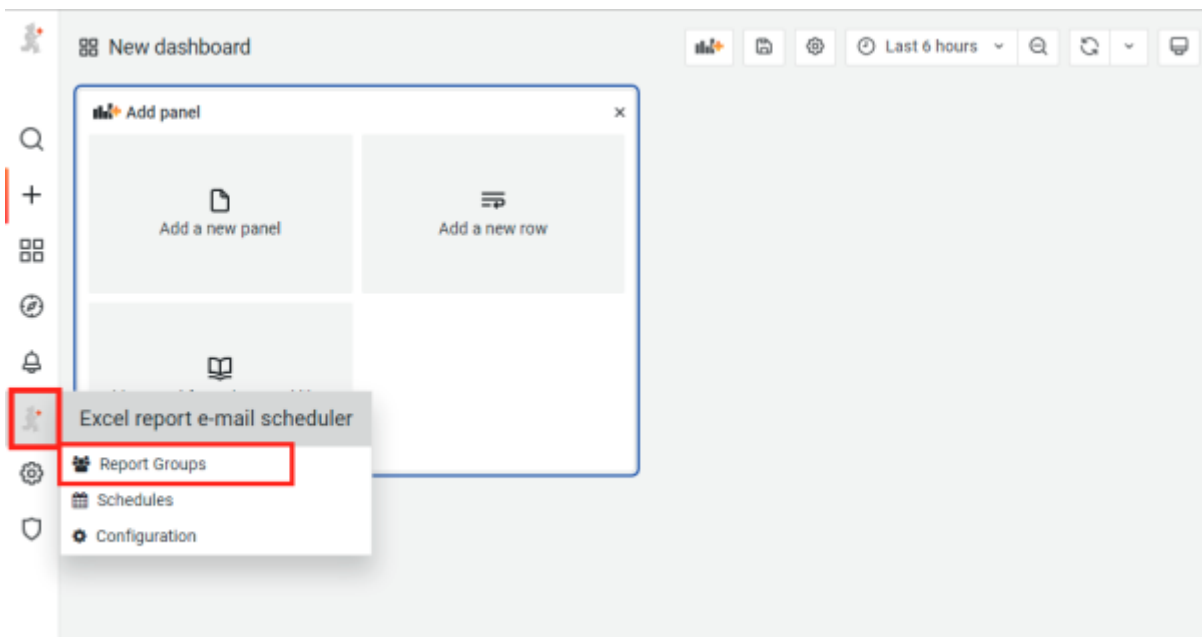 New dashboard
Last 6 hours
Add panel
Add a new panel
Add a new row
Excel report e-mail scheduler
Report Groups
Schedules
Configuration